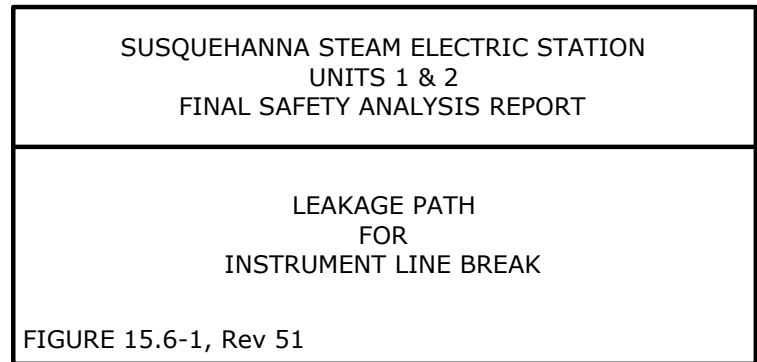 SUSQUEHANNA STEAM ELECTRIC STATION
UNITS 1 & 2
FINAL SAFETY ANALYSIS REPORT
LEAKAGE PATH
FOR
INSTRUMENT LINE BREAK
FIGURE 15.6-1, Rev 51